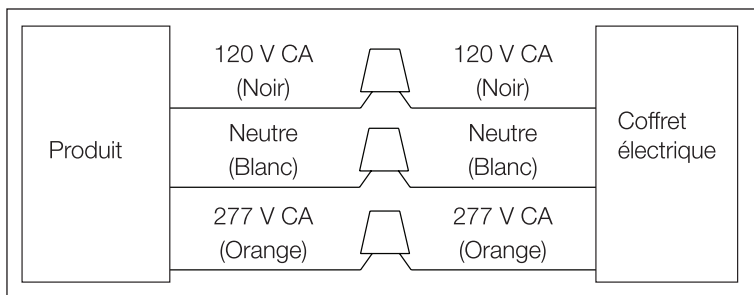 Produit
120 V CA
(Noir)
120 V CA
(Noir)
Neutre
(Blanc)
Neutre
(Blanc)
277 V CA
(Orange)
277 V CA
(Orange)
Coffret
électrique